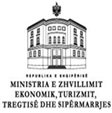 REPUBLIKA E SHQIPËRISË
MINISTRIA E ZHVILLIMIT
EKONOMIK, TURIZMIT,
TREGTISË DHE SIPËRMARRJES